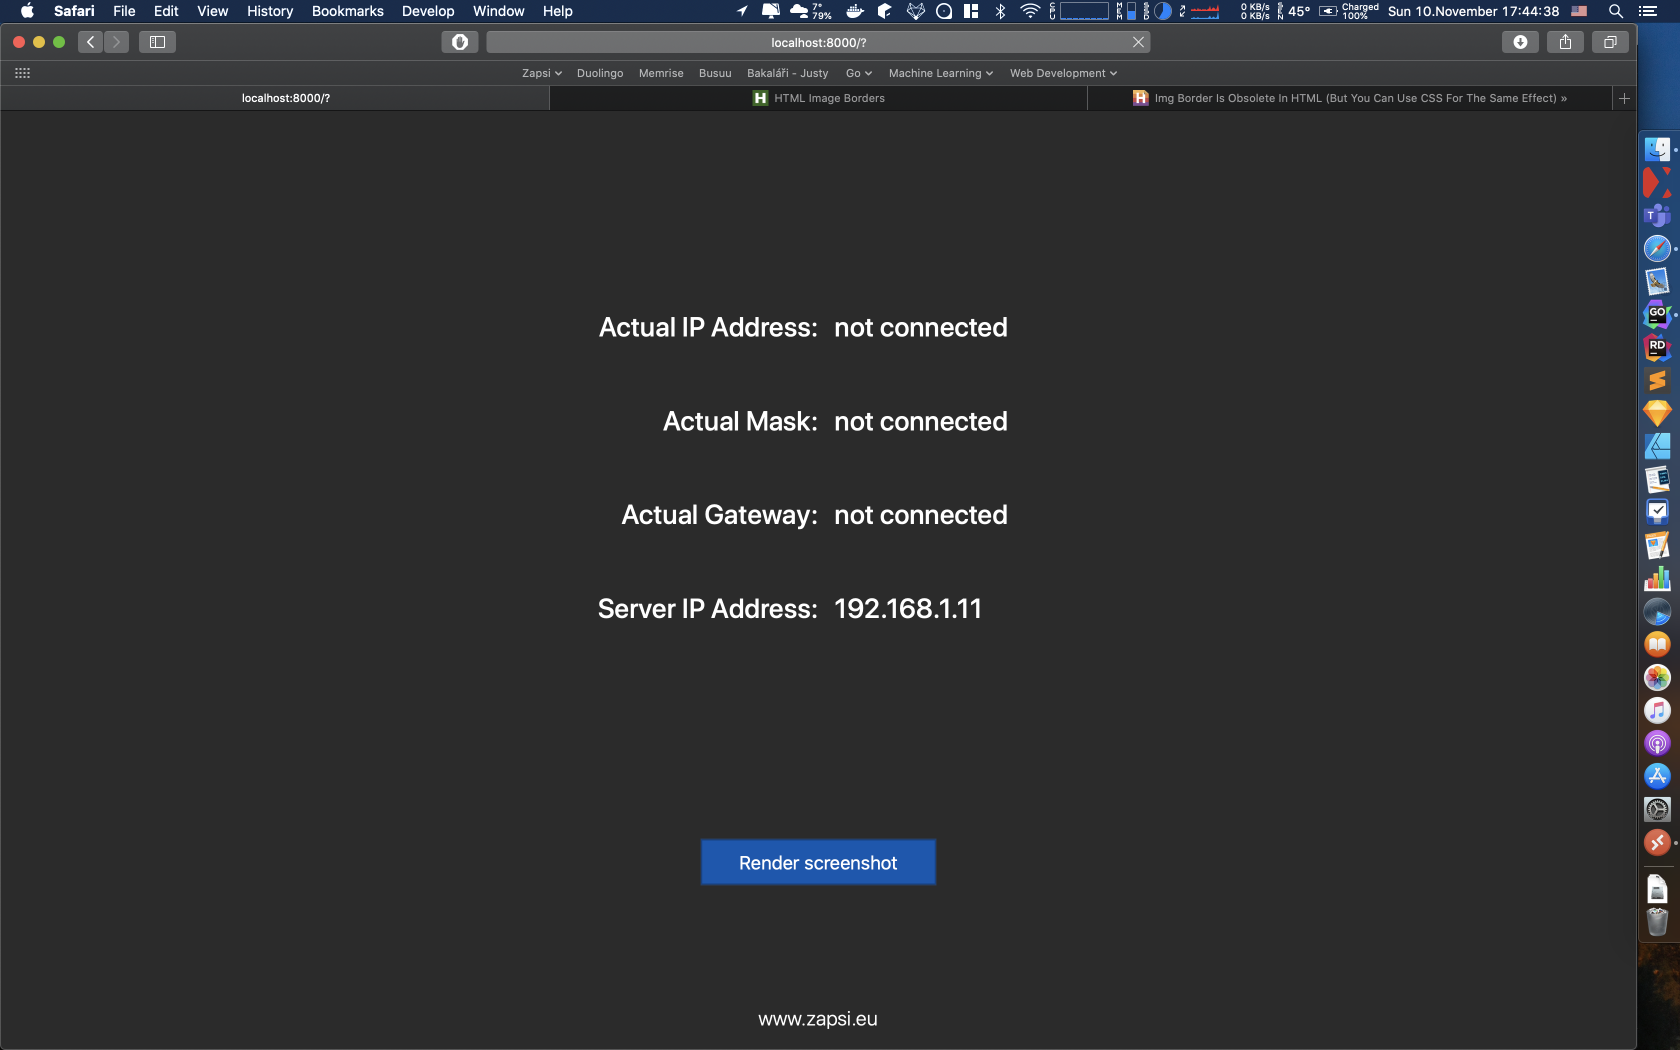 Safari File Edit View History Bookmarks Develop Window Help 7° 79% 0 KB/s 0 KB/s 45° Charged 100% Sun 10.November 17:44:38
localhost:8000/?
Zapsi Duolingo Memrise Busuu Bakaláři - Justy Go Machine Learning Web Development
localhost:8000/? HTML Image Borders Img Border Is Obsolete In HTML (But You Can Use CSS For The Same Effect) »
Actual IP Address: not connected
Actual Mask: not connected
Actual Gateway: not connected
Server IP Address: 192.168.1.11
Render screenshot
www.zapsi.eu